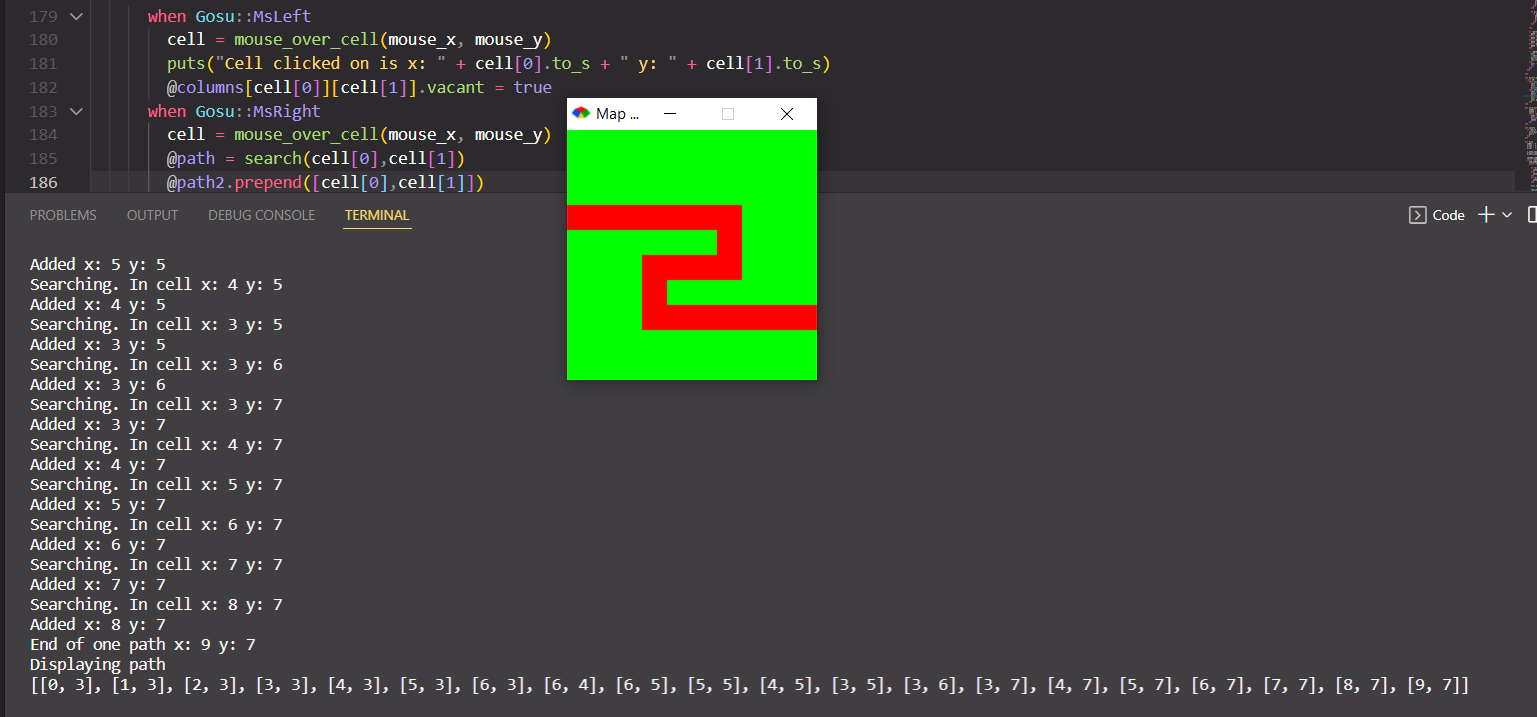 179 when Gosu::MsLeft
180 cell = mouse_over_cell(mouse_x, mouse_y)
181 puts("Cell clicked on is x: " + cell[0].to_s + " y: " + cell[1].to_s)
182 @columns[cell[0]][cell[1]].vacant = true
183 when Gosu::MsRight
184 cell = mouse_over_cell(mouse_x, mouse_y)
185 @path = search(cell[0],cell[1])
186 @path2.prepend([cell[0],cell[1]])
Map ...
PROBLEMS OUTPUT DEBUG CONSOLE TERMINAL Code
Added x: 5 y: 5
Searching. In cell x: 4 y: 5
Added x: 4 y: 5
Searching. In cell x: 3 y: 5
Added x: 3 y: 5
Searching. In cell x: 3 y: 6
Added x: 3 y: 6
Searching. In cell x: 3 y: 7
Added x: 3 y: 7
Searching. In cell x: 4 y: 7
Added x: 4 y: 7
Searching. In cell x: 5 y: 7
Added x: 5 y: 7
Searching. In cell x: 6 y: 7
Added x: 6 y: 7
Searching. In cell x: 7 y: 7
Added x: 7 y: 7
Searching. In cell x: 8 y: 7
Added x: 8 y: 7
End of one path x: 9 y: 7
Displaying path
[[0, 3], [1, 3], [2, 3], [3, 3], [4, 3], [5, 3], [6, 3], [6, 4], [6, 5], [5, 5], [4, 5], [3, 5], [3, 6], [3, 7], [4, 7], [5, 7], [6, 7], [7, 7], [8, 7], [9, 7]]